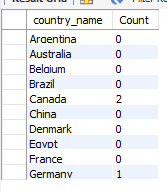 country_name Count
Argentina 0
Australia 0
Belgium 0
Brazil 0
Canada 2
China 0
Denmark 0
Egypt 0
France 0
Germany 1